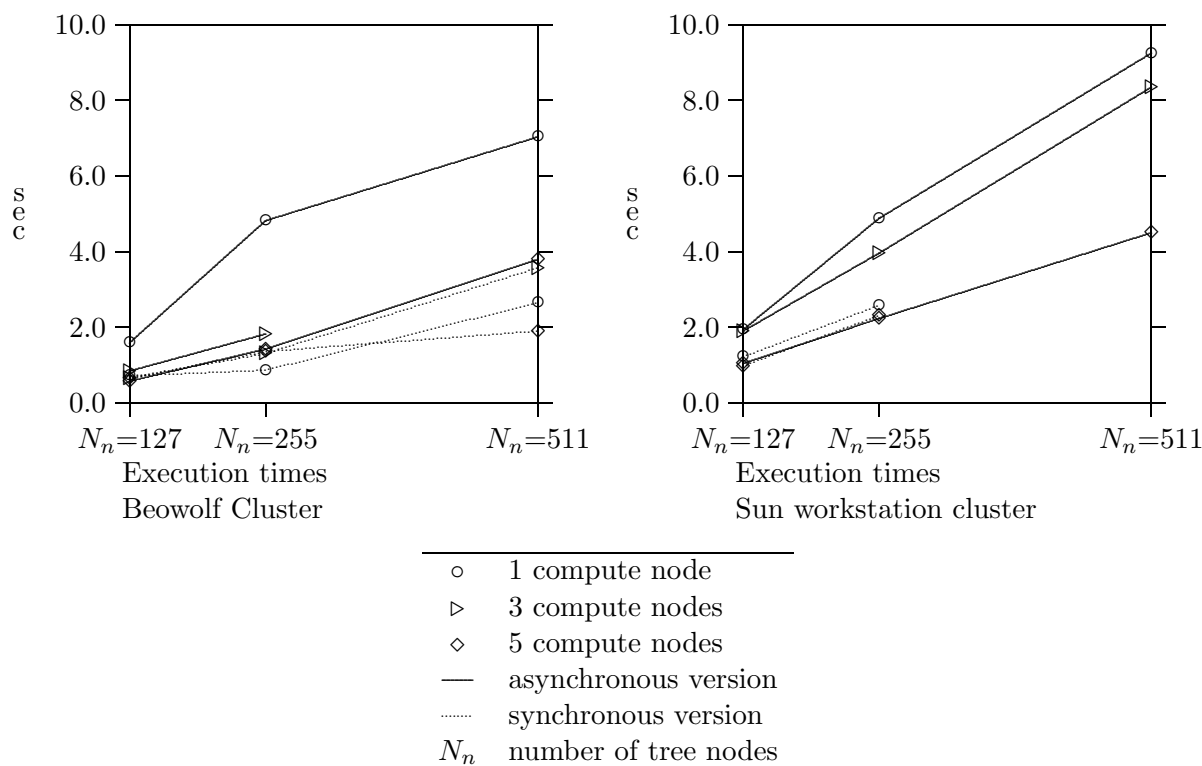 10.0
8.0
6.0
4.0
2.0
0.0
sec
N_n=127 N_n=255 N_n=511
Execution times
Beowolf Cluster
10.0
8.0
6.0
4.0
2.0
0.0
sec
N_n=127 N_n=255 N_n=511
Execution times
Sun workstation cluster
1 compute node
3 compute nodes
5 compute nodes
asynchronous version
synchronous version
N_n number of tree nodes